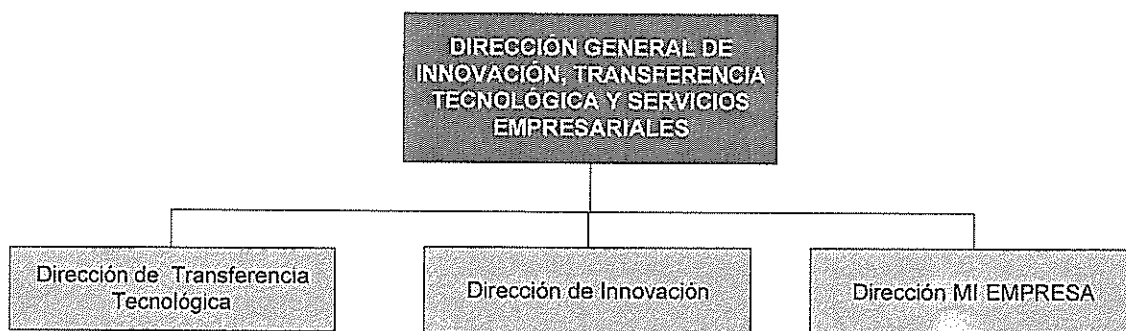 DIRECCIÓN GENERAL DE
INNOVACIÓN, TRANSFERENCIA
TECNOLÓGICA Y SERVICIOS
EMPRESARIALES
Dirección de Transferencia
Tecnológica
Dirección de Innovación
Dirección MI EMPRESA